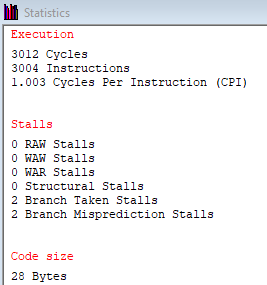 Statistics
Execution
3012 Cycles
3004 Instructions
1.003 Cycles Per Instruction (CPI)
Stalls
0 RAW Stalls
0 WAW Stalls
0 WAR Stalls
0 Structural Stalls
2 Branch Taken Stalls
2 Branch Misprediction Stalls
Code size
28 Bytes